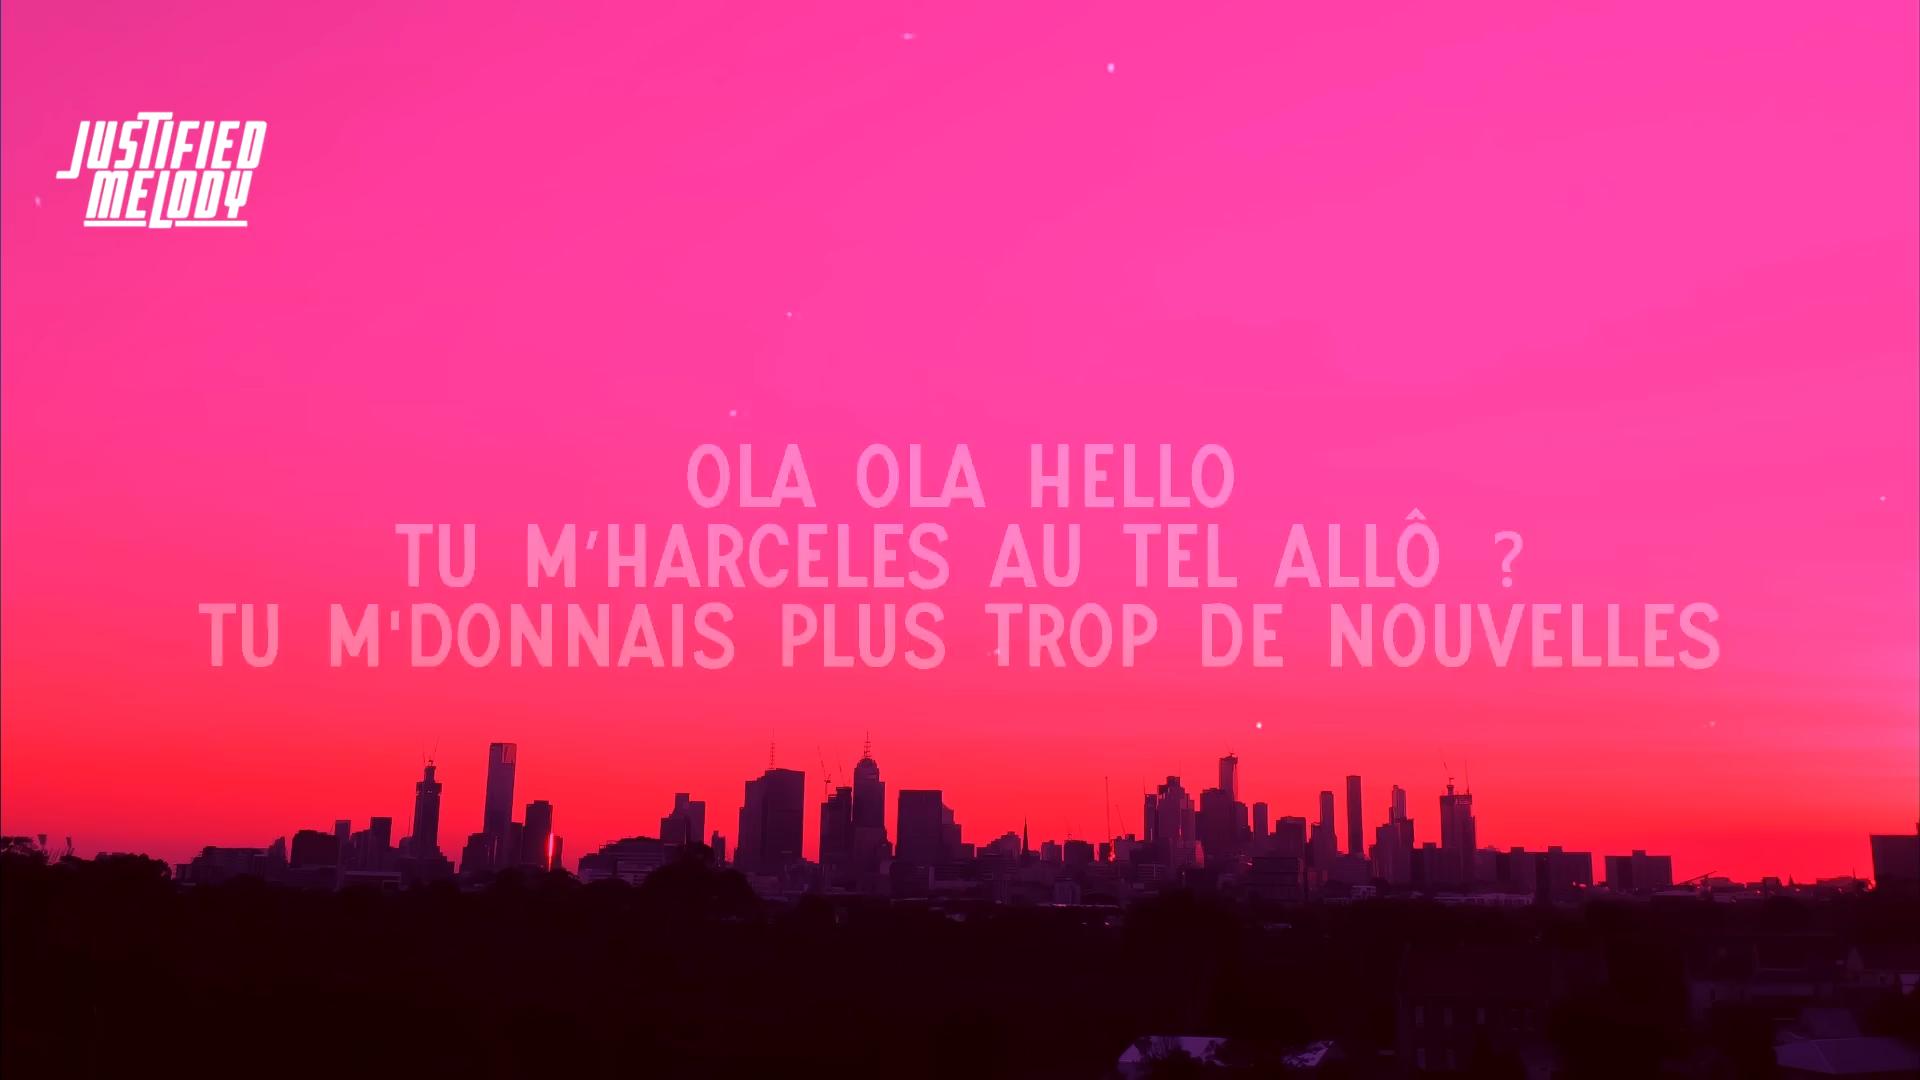 JUSTIFIED
MELODY
OLA OLA HELLO
TU M'HARCELES AU TEL ALLÔ ?
TU M'DONNAIS PLUS TROP DE NOUVELLES